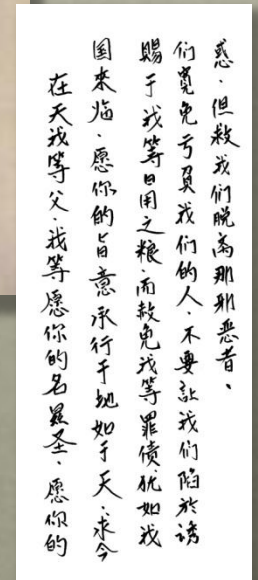 在天我等父、我等愿你的名显圣、愿你的
国來临、愿你的旨意承行于地如于天、求今
赐于我等日用之粮、而赦免我等罪债犹如我
们宽免亏负我们的人、不要让我们陷於诱
惑、但救我们脱离那邪恶者、